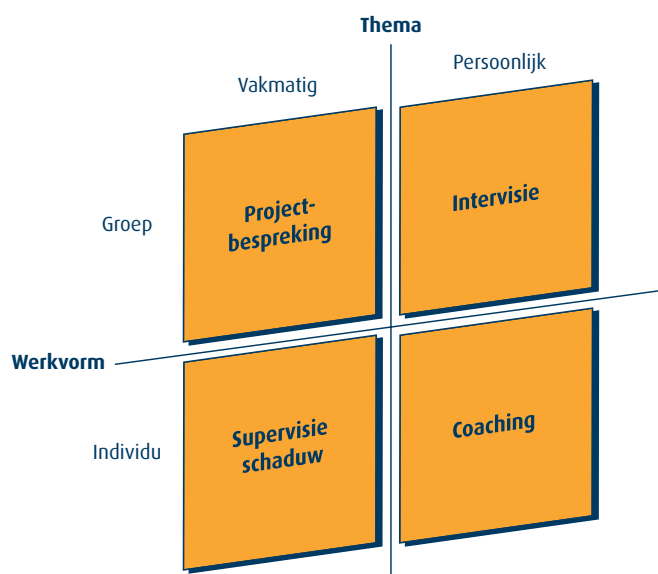 Thema
Vakmatig
Persoonlijk
Groep
Project-
bespreking
Intervisie
Werkvorm
Individu
Supervisie
schaduw
Coaching